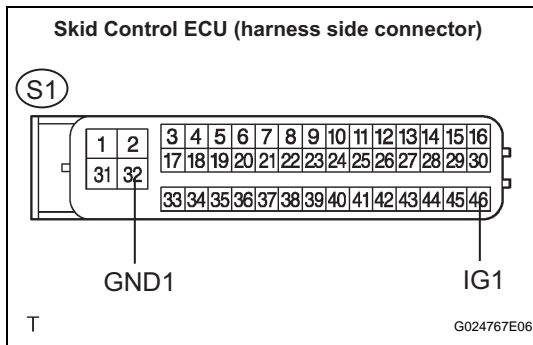 Skid Control ECU (harness side connector)
S1
1 2 3 4 5 6 7 8 9 10 11 12 13 14 15 16
17 18 19 20 21 22 23 24 25 26 27 28 29 30
31 32
33 34 35 36 37 38 39 40 41 42 43 44 45 46
GND1 IG1
T G024767E06